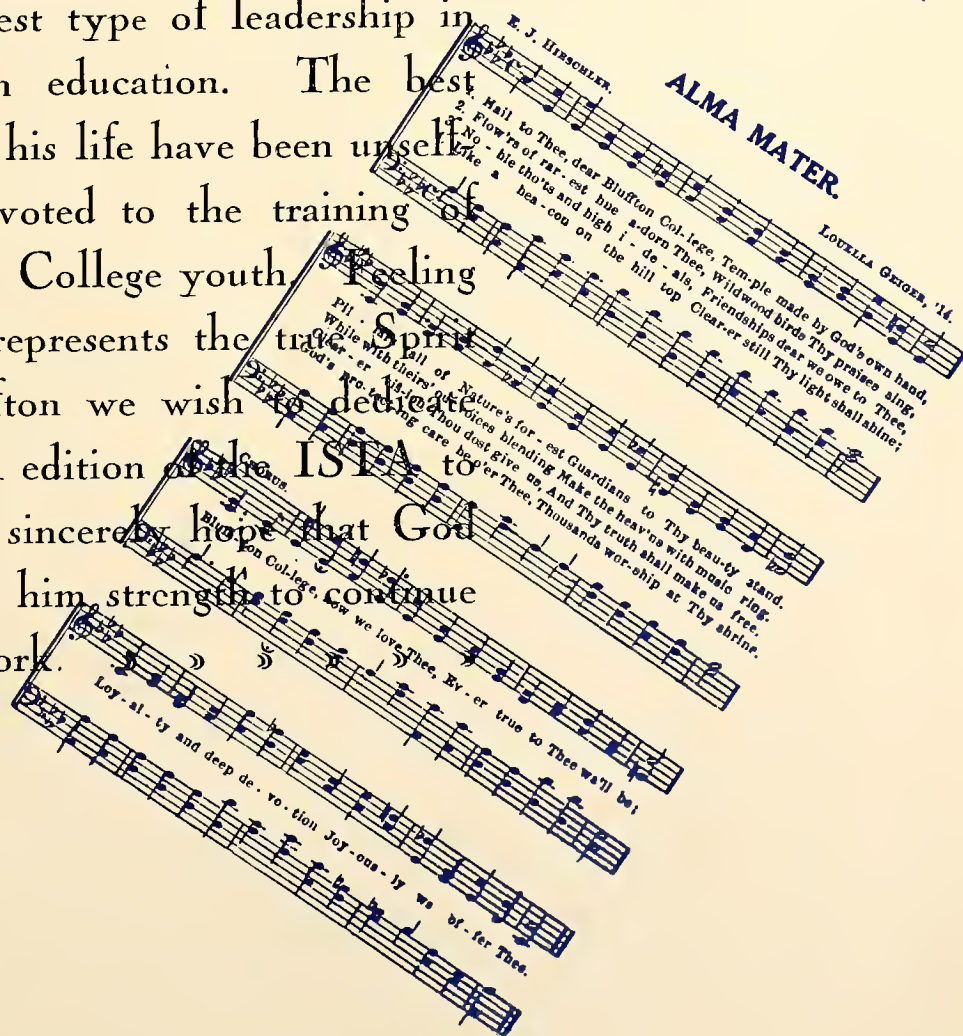 est type of leadership in
n education. The best
his life have been unself-
voted to the training of
College youth. Feeling
represents the true Spirit
fton we wish to dedicate
edition of the ISTA to
sincereby hope that God
him strength to continue
ork.
ALMA MATER.
E. J. HIRSCHLER.
LOUELLA GEIGER, '14.
1. Hail to Thee, dear Bluffton Col-lege, Tem-ple made by God's own hand,
2. Flow'rs of rar-est hue a-dorn Thee, Wildwood birds Thy praises sing,
No-ble tho'ts and high i-de-als, Friendships dear we owe to Thee,
Like a bea-con on the hill top Clear-er still Thy light shall shine;
Pil-lars tall of Nature's for-est Guardians to Thy beau-ty stand.
While with theirs our voices blending Make the heav'ns with music ring.
Clear-er vis-ion Thou dost give us, And Thy truth shall make us free.
God's pro-tecting care be o'er Thee, Thousands wor-ship at Thy shrine.
CHORUS.
Bluffton Col-lege, how we love Thee, Ev-er true to Thee we'll be;
Loy-al-ty and deep de-vo-tion Joy-ous-ly we of-fer Thee.